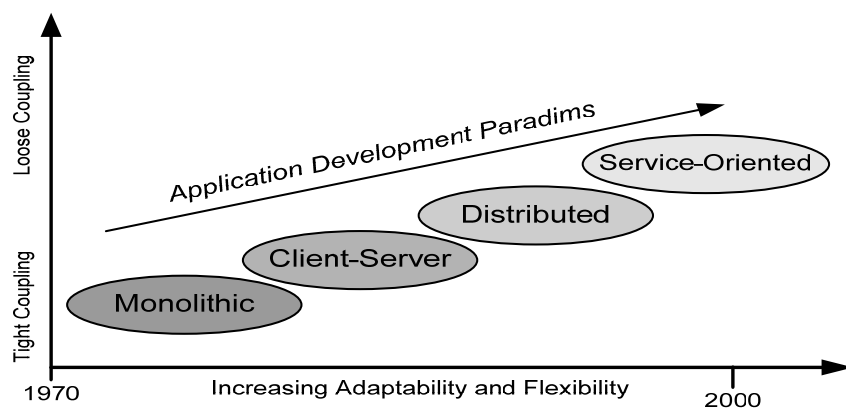 Loose Coupling
Application Development Paradims
Service-Oriented
Distributed
Client-Server
Tight Coupling
Monolithic
1970
Increasing Adaptability and Flexibility
2000